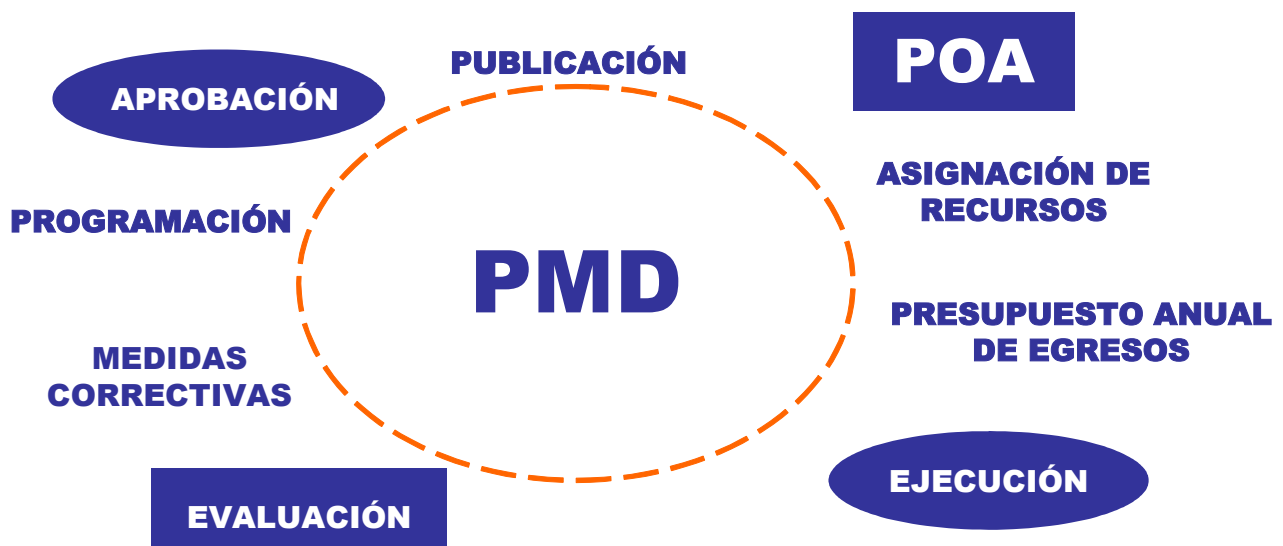 PUBLICACIÓN
POA
APROBACIÓN
ASIGNACIÓN DE
RECURSOS
PROGRAMACIÓN
PMD
PRESUPUESTO ANUAL
DE EGRESOS
MEDIDAS
CORRECTIVAS
EJECUCIÓN
EVALUACIÓN